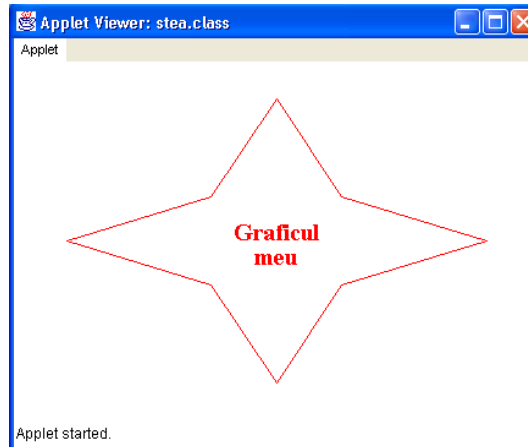 Applet Viewer: stea.class
Applet
Graficul
meu
Applet started.